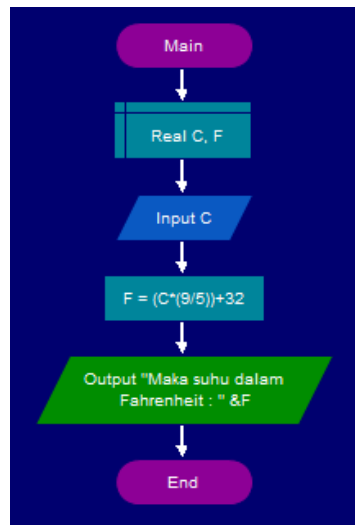 Main
Real C, F
Input C
F = (C*(9/5))+32
Output "Maka suhu dalam
Fahrenheit : " &F
End